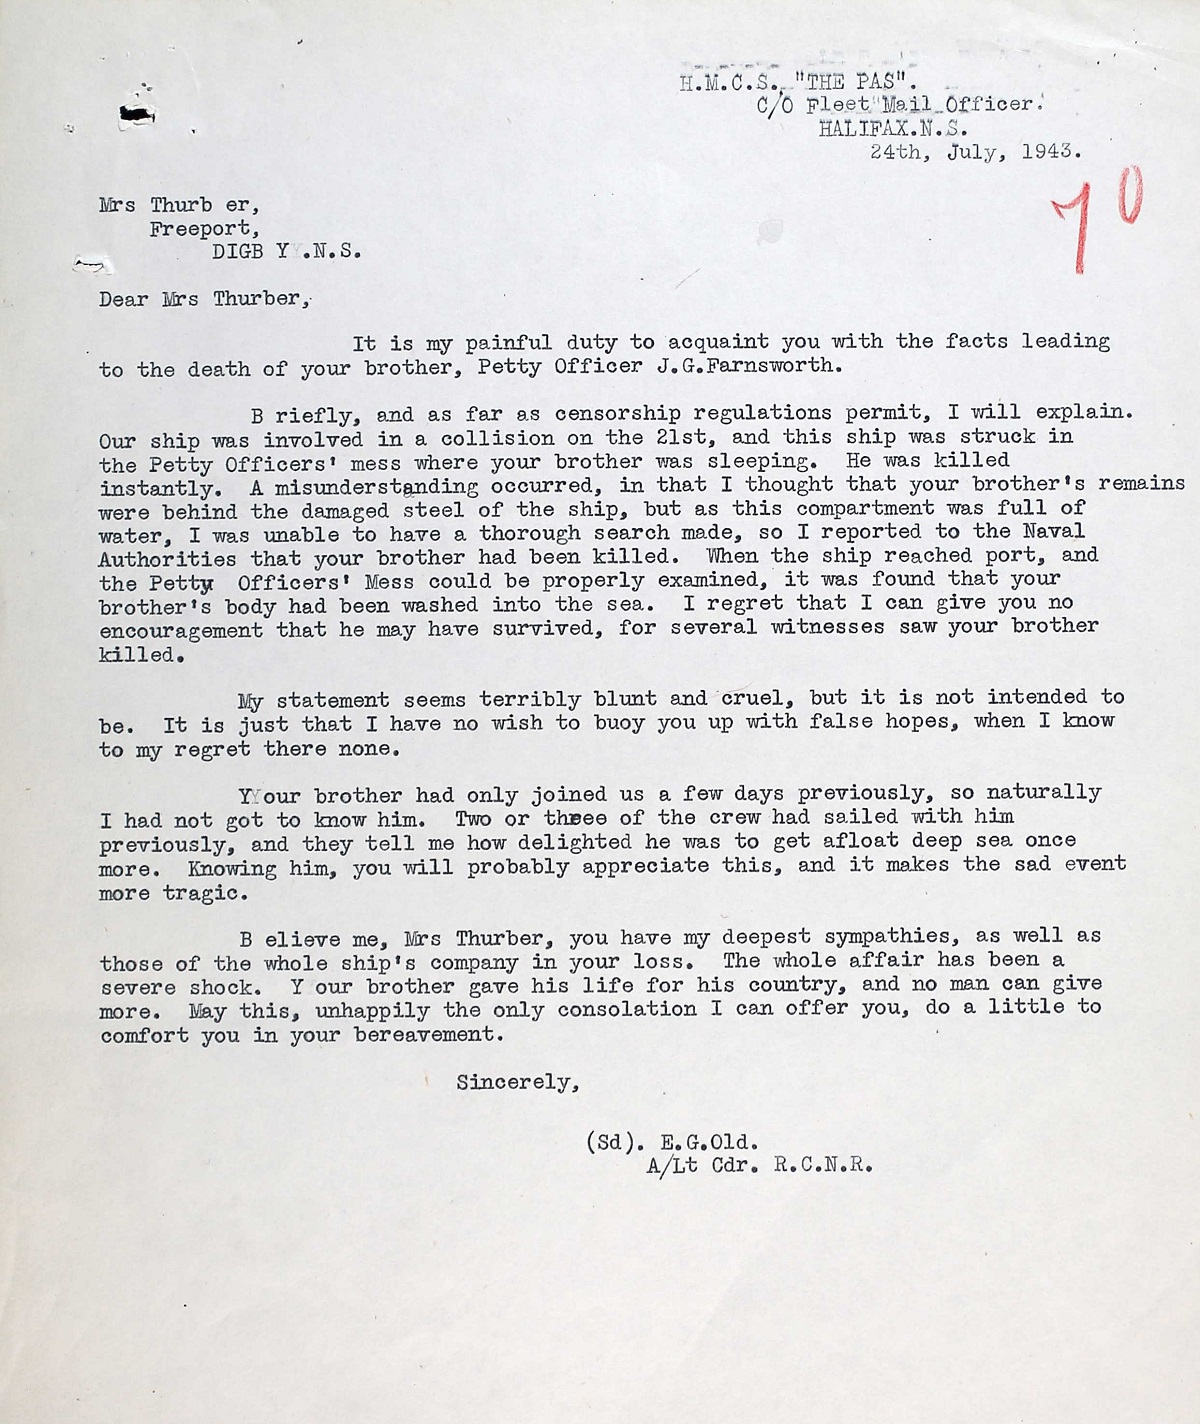 H.M.C.S., "THE PAS".
C/O Fleet Mail Officer.
HALIFAX.N.S.
24th, July, 1943.
70
Mrs Thurb er,
Freeport,
DIGB Y .N.S.
Dear Mrs Thurber,
It is my painful duty to acquaint you with the facts leading
to the death of your brother, Petty Officer J.G.Farnsworth.
B riefly, and as far as censorship regulations permit, I will explain.
Our ship was involved in a collision on the 21st, and this ship was struck in
the Petty Officers' mess where your brother was sleeping. He was killed
instantly. A misunderstanding occurred, in that I thought that your brother's remains
were behind the damaged steel of the ship, but as this compartment was full of
water, I was unable to have a thorough search made, so I reported to the Naval
Authorities that your brother had been killed. When the ship reached port, and
the Petty Officers' Mess could be properly examined, it was found that your
brother's body had been washed into the sea. I regret that I can give you no
encouragement that he may have survived, for several witnesses saw your brother
killed.
My statement seems terribly blunt and cruel, but it is not intended to
be. It is just that I have no wish to buoy you up with false hopes, when I know
to my regret there none.
Y our brother had only joined us a few days previously, so naturally
I had not got to know him. Two or three of the crew had sailed with him
previously, and they tell me how delighted he was to get afloat deep sea once
more. Knowing him, you will probably appreciate this, and it makes the sad event
more tragic.
B elieve me, Mrs Thurber, you have my deepest sympathies, as well as
those of the whole ship's company in your loss. The whole affair has been a
severe shock. Y our brother gave his life for his country, and no man can give
more. May this, unhappily the only consolation I can offer you, do a little to
comfort you in your bereavement.
Sincerely,
(Sd). E.G.Old.
A/Lt Cdr. R.C.N.R.